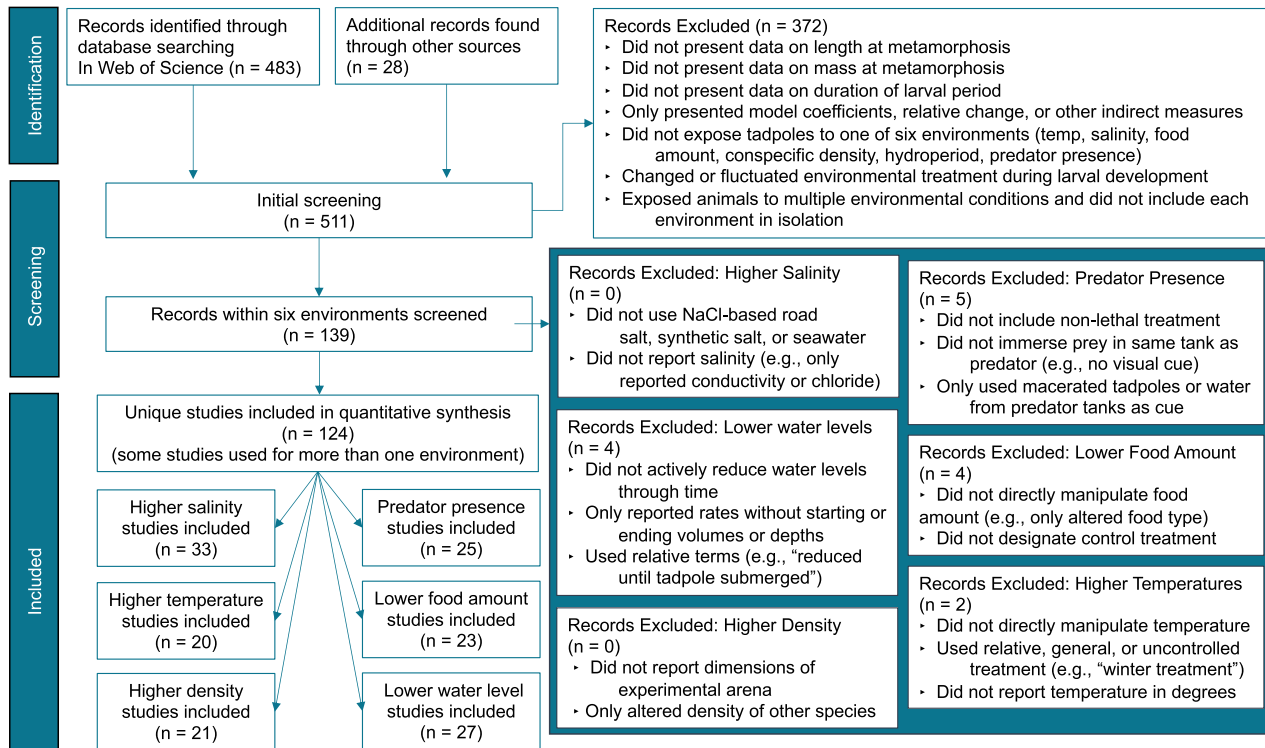 Identification
Records identified through
database searching
In Web of Science (n = 483)
Additional records found
through other sources
(n = 28)
Records Excluded (n = 372)
‣ Did not present data on length at metamorphosis
‣ Did not present data on mass at metamorphosis
‣ Did not present data on duration of larval period
‣ Only presented model coefficients, relative change, or other indirect measures
‣ Did not expose tadpoles to one of six environments (temp, salinity, food
amount, conspecific density, hydroperiod, predator presence)
‣ Changed or fluctuated environmental treatment during larval development
‣ Exposed animals to multiple environmental conditions and did not include each
environment in isolation
Screening
Initial screening
(n = 511)
Records within six environments screened
(n = 139)
Records Excluded: Higher Salinity
(n = 0)
‣ Did not use NaCl-based road
salt, synthetic salt, or seawater
‣ Did not report salinity (e.g., only
reported conductivity or chloride)
Records Excluded: Predator Presence
(n = 5)
‣ Did not include non-lethal treatment
‣ Did not immerse prey in same tank as
predator (e.g., no visual cue)
‣ Only used macerated tadpoles or water
from predator tanks as cue
Records Excluded: Lower water levels
(n = 4)
‣ Did not actively reduce water levels
through time
‣ Only reported rates without starting or
ending volumes or depths
‣ Used relative terms (e.g., “reduced
until tadpole submerged”)
Records Excluded: Lower Food Amount
(n = 4)
‣ Did not directly manipulate food
amount (e.g., only altered food type)
‣ Did not designate control treatment
Records Excluded: Higher Density
(n = 0)
‣ Did not report dimensions of
experimental arena
‣ Only altered density of other species
Records Excluded: Higher Temperatures
(n = 2)
‣ Did not directly manipulate temperature
‣ Used relative, general, or uncontrolled
treatment (e.g., “winter treatment”)
‣ Did not report temperature in degrees
Included
Unique studies included in quantitative synthesis
(n = 124)
(some studies used for more than one environment)
Higher salinity
studies included
(n = 33)
Predator presence
studies included
(n = 25)
Higher temperature
studies included
(n = 20)
Lower food amount
studies included
(n = 23)
Higher density
studies included
(n = 21)
Lower water level
studies included
(n = 27)